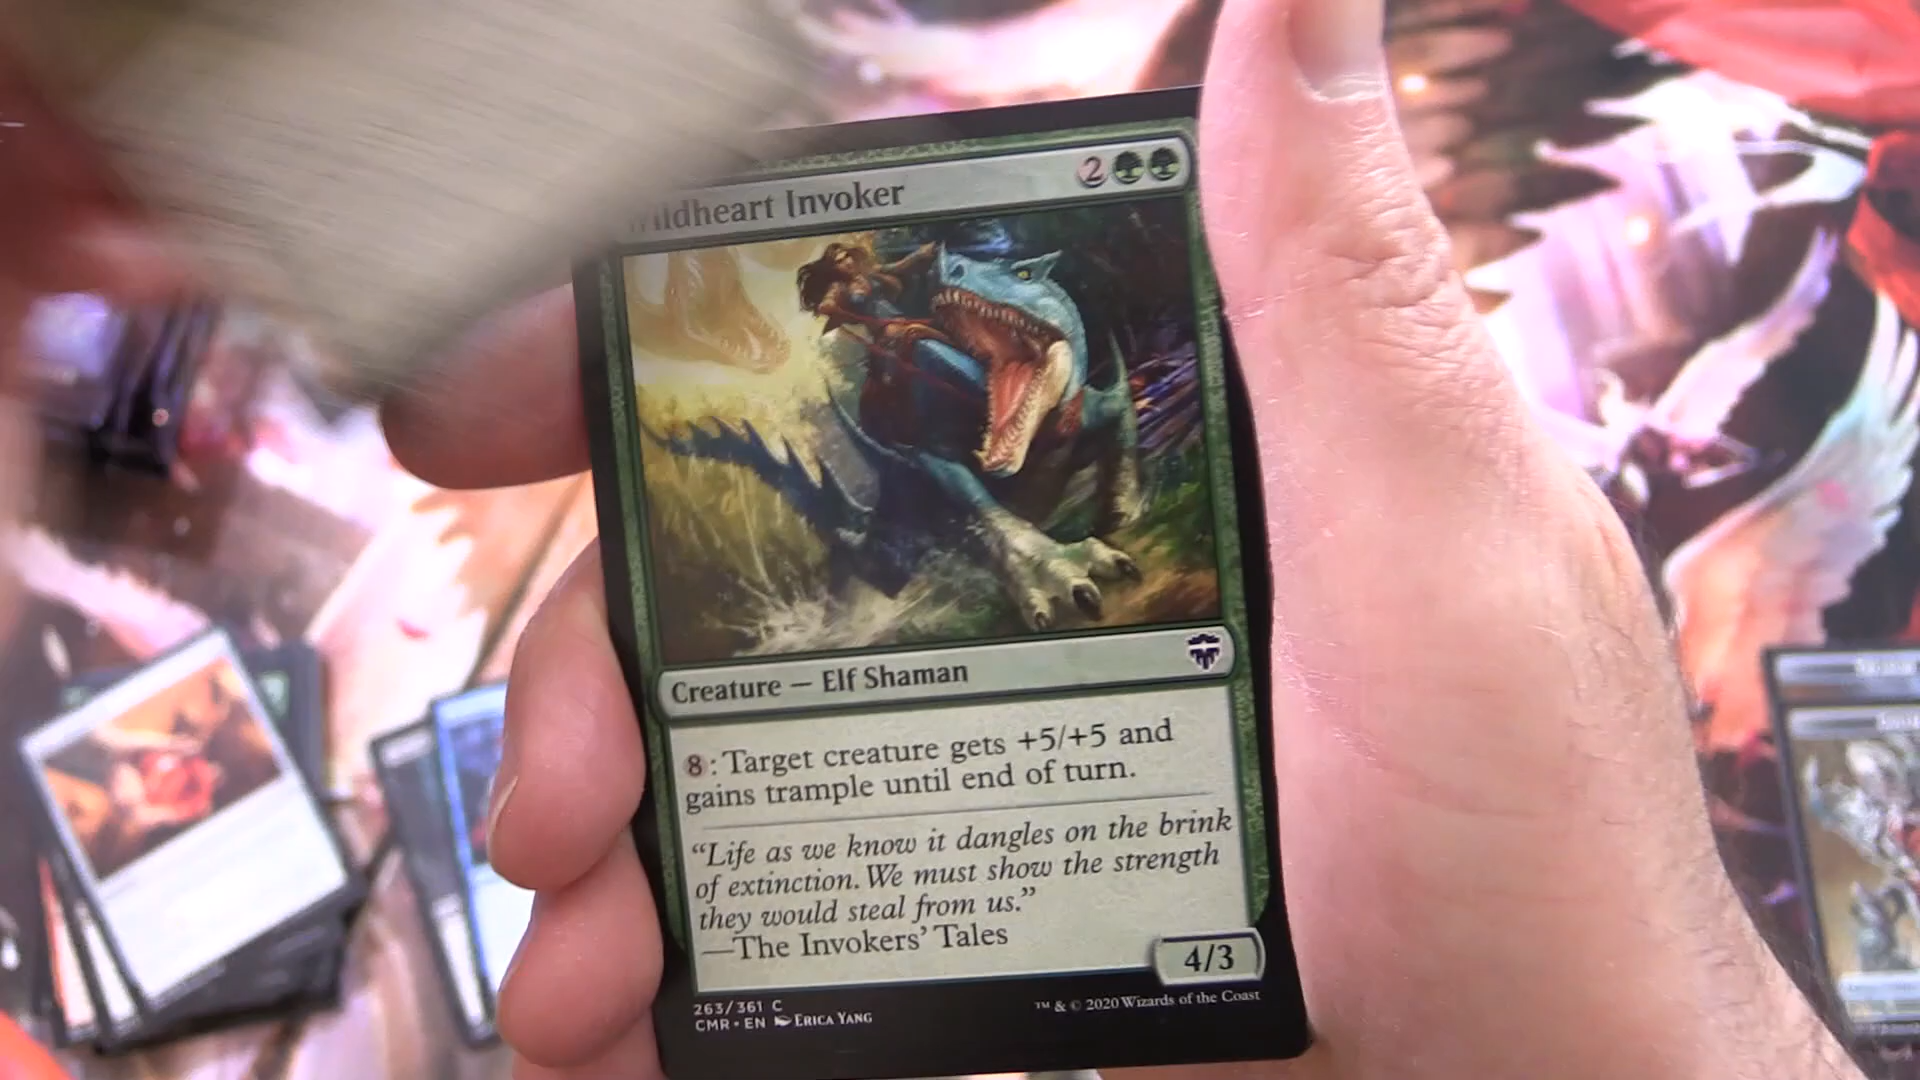 Wildheart Invoker
2
Creature — Elf Shaman
8: Target creature gets +5/+5 and
gains trample until end of turn.
“Life as we know it dangles on the brink
of extinction. We must show the strength
they would steal from us.”
—The Invokers’ Tales
4/3
263/361 C
CMR • EN ERICA YANG
™ & © 2020 Wizards of the Coast